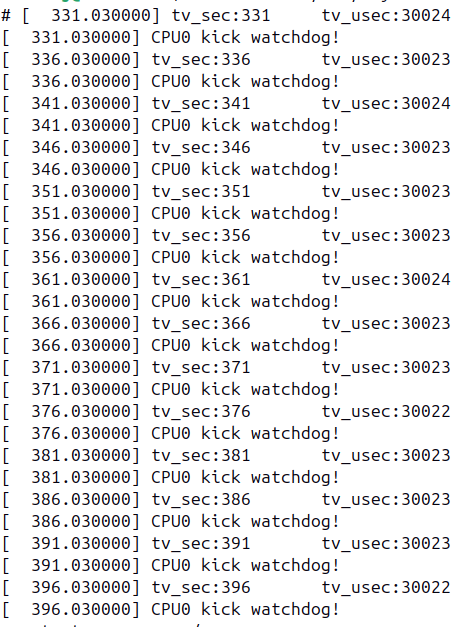 # [  331.030000] tv_sec:331     tv_usec:30024
[  331.030000] CPU0 kick watchdog!
[  336.030000] tv_sec:336       tv_usec:30023
[  336.030000] CPU0 kick watchdog!
[  341.030000] tv_sec:341       tv_usec:30024
[  341.030000] CPU0 kick watchdog!
[  346.030000] tv_sec:346       tv_usec:30023
[  346.030000] CPU0 kick watchdog!
[  351.030000] tv_sec:351       tv_usec:30023
[  351.030000] CPU0 kick watchdog!
[  356.030000] tv_sec:356       tv_usec:30023
[  356.030000] CPU0 kick watchdog!
[  361.030000] tv_sec:361       tv_usec:30024
[  361.030000] CPU0 kick watchdog!
[  366.030000] tv_sec:366       tv_usec:30023
[  366.030000] CPU0 kick watchdog!
[  371.030000] tv_sec:371       tv_usec:30023
[  371.030000] CPU0 kick watchdog!
[  376.030000] tv_sec:376       tv_usec:30022
[  376.030000] CPU0 kick watchdog!
[  381.030000] tv_sec:381       tv_usec:30023
[  381.030000] CPU0 kick watchdog!
[  386.030000] tv_sec:386       tv_usec:30023
[  386.030000] CPU0 kick watchdog!
[  391.030000] tv_sec:391       tv_usec:30023
[  391.030000] CPU0 kick watchdog!
[  396.030000] tv_sec:396       tv_usec:30022
[  396.030000] CPU0 kick watchdog!